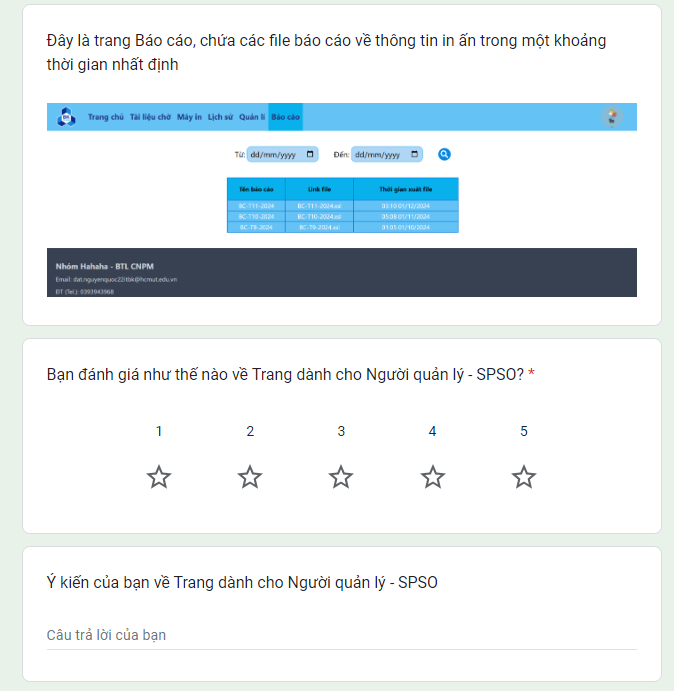 Đây là trang Báo cáo, chứa các file báo cáo về thông tin in ấn trong một khoảng
thời gian nhất định
BK
Trang chủ Tài liệu chờ Máy in Lịch sử Quản lí Báo cáo
Từ: dd/mm/yyyy Đến: dd/mm/yyyy
Tên báo cáo Link file Thời gian xuất file
BC-T11-2024 BC-T11-2024.xsl 03:10 01/12/2024
BC-T10-2024 BC-T10-2024.xsl 05:08 01/11/2024
BC-T9-2024 BC-T9-2024.xsl 01:05 01/10/2024
Nhóm Hahaha - BTL CNPM
Email: dat.nguyenquoc22itbk@hcmut.edu.vn
ĐT (Tel.): 0393943968
Bạn đánh giá như thế nào về Trang dành cho Người quản lý - SPSO? *
1 2 3 4 5
Ý kiến của bạn về Trang dành cho Người quản lý - SPSO
Câu trả lời của bạn